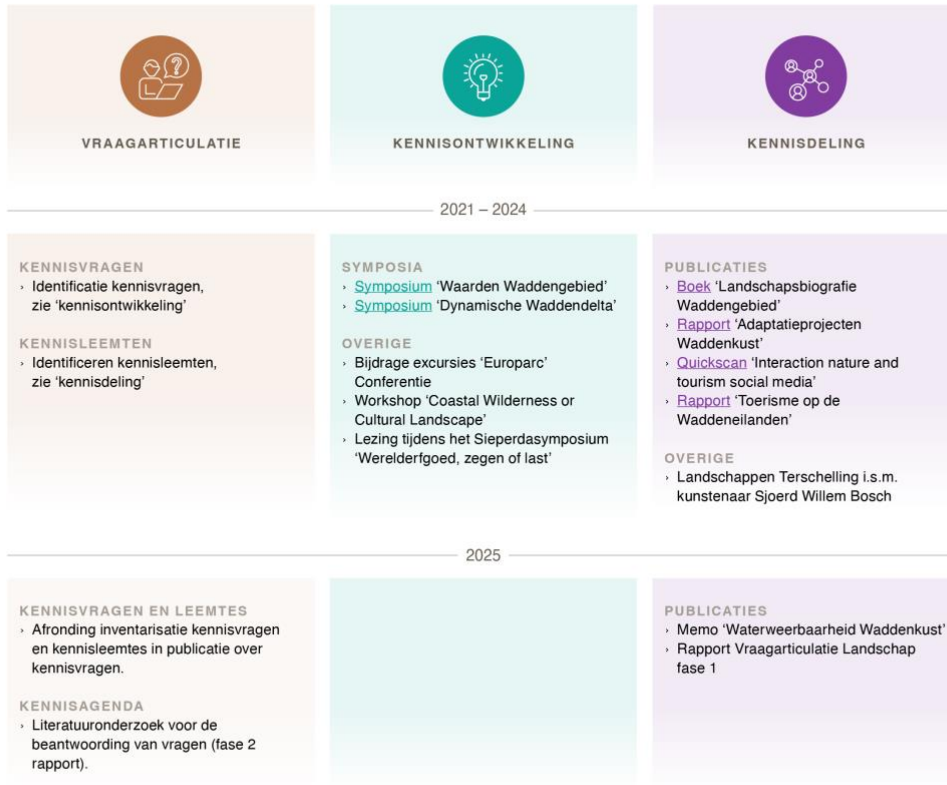 VRAAGARTICULATIE
KENNISONTWIKKELING
KENNISDELING
2021 – 2024
KENNISVRAGEN
› Identificatie kennisvragen,
zie ‘kennisontwikkeling’
KENNISLEEMTEN
› Identificeren kennisleemten,
zie ‘kennisdeling’
SYMPOSIA
› Symposium ‘Waarden Waddengebied’
› Symposium ‘Dynamische Waddendelta’
OVERIGE
› Bijdrage excursies ‘Europarc’
Conferentie
› Workshop ‘Coastal Wilderness or
Cultural Landscape’
› Lezing tijdens het Sieperdasymposium
‘Werelderfgoed, zegen of last’
PUBLICATIES
› Boek ‘Landschapsbiografie
Waddengebied’
› Rapport ‘Adaptatieprojecten
Waddenkust’
› Quickscan ‘Interaction nature and
tourism social media’
› Rapport ‘Toerisme op de
Waddeneilanden’
OVERIGE
› Landschappen Terschelling i.s.m.
kunstenaar Sjoerd Willem Bosch
2025
KENNISVRAGEN EN LEEMTES
› Afronding inventarisatie kennisvragen
en kennisleemtes in publicatie over
kennisvragen.
KENNISAGENDA
› Literatuuronderzoek voor de
beantwoording van vragen (fase 2
rapport).
PUBLICATIES
› Memo ‘Waterweerbaarheid Waddenkust’
› Rapport Vraagarticulatie Landschap
fase 1